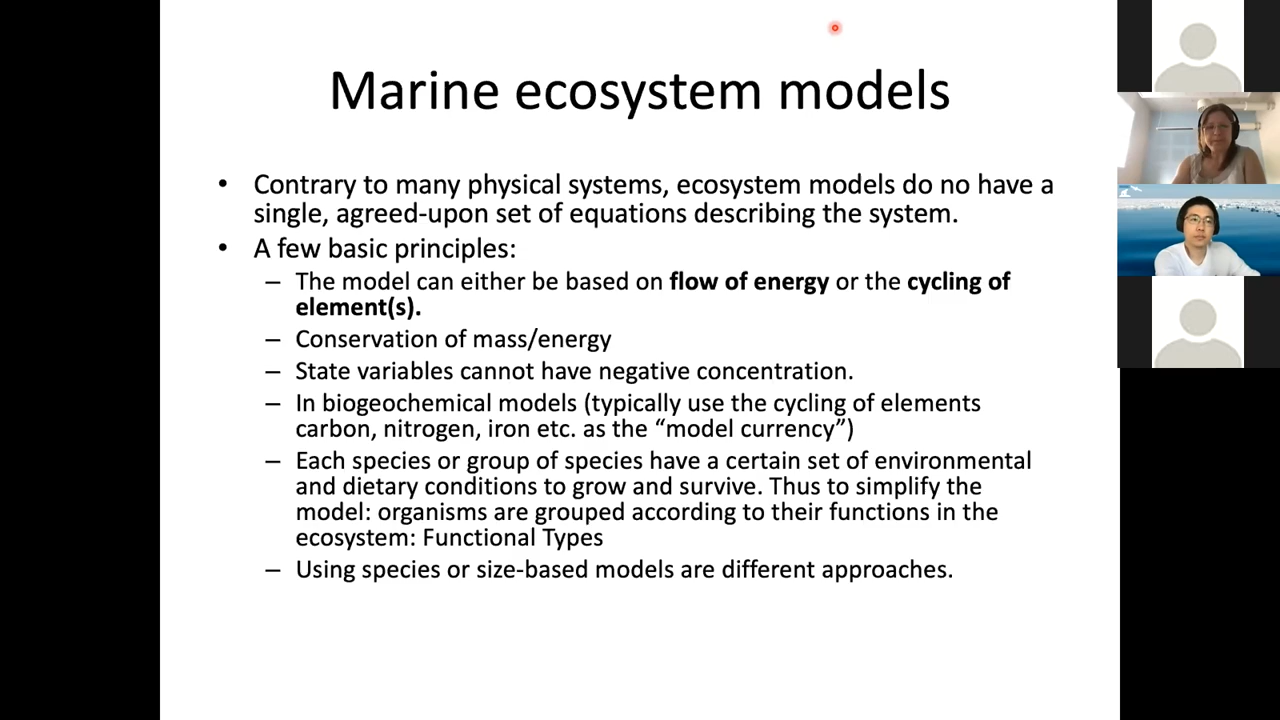 Marine ecosystem models
• Contrary to many physical systems, ecosystem models do no have a
single, agreed-upon set of equations describing the system.
• A few basic principles:
– The model can either be based on flow of energy or the cycling of
element(s).
– Conservation of mass/energy
– State variables cannot have negative concentration.
– In biogeochemical models (typically use the cycling of elements
carbon, nitrogen, iron etc. as the “model currency”)
– Each species or group of species have a certain set of environmental
and dietary conditions to grow and survive. Thus to simplify the
model: organisms are grouped according to their functions in the
ecosystem: Functional Types
– Using species or size-based models are different approaches.